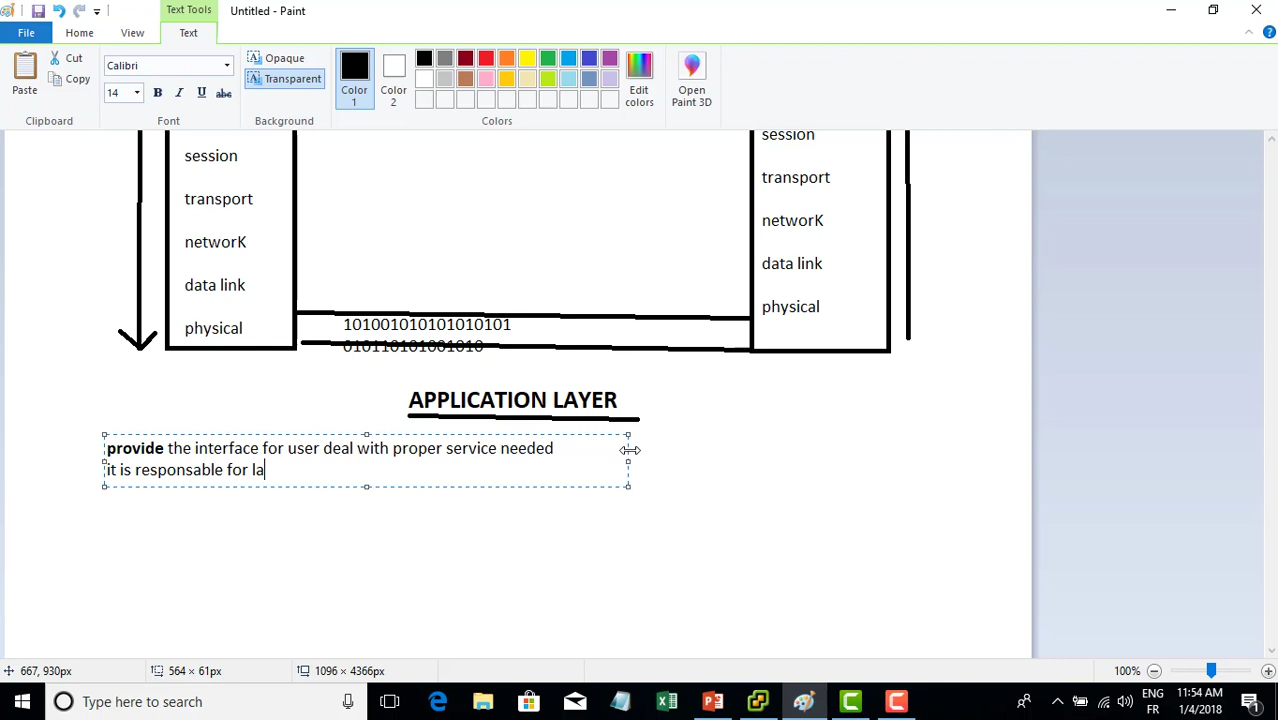 Text Tools
Untitled - Paint
File
Home
View
Text
Paste
Cut
Copy
Clipboard
Calibri
14
B I U abc
Font
Opaque
Transparent
Background
Color 1
Color 2
Edit colors
Open Paint 3D
Colors
session
transport
networK
data link
physical
session
transport
networK
data link
physical
101001010101010101
010110101001010
APPLICATION LAYER
provide the interface for user deal with proper service needed
it is responsable for la
667, 930px
564 × 61px
1096 × 4366px
100%
Type here to search
ENG
FR
11:54 AM
1/4/2018